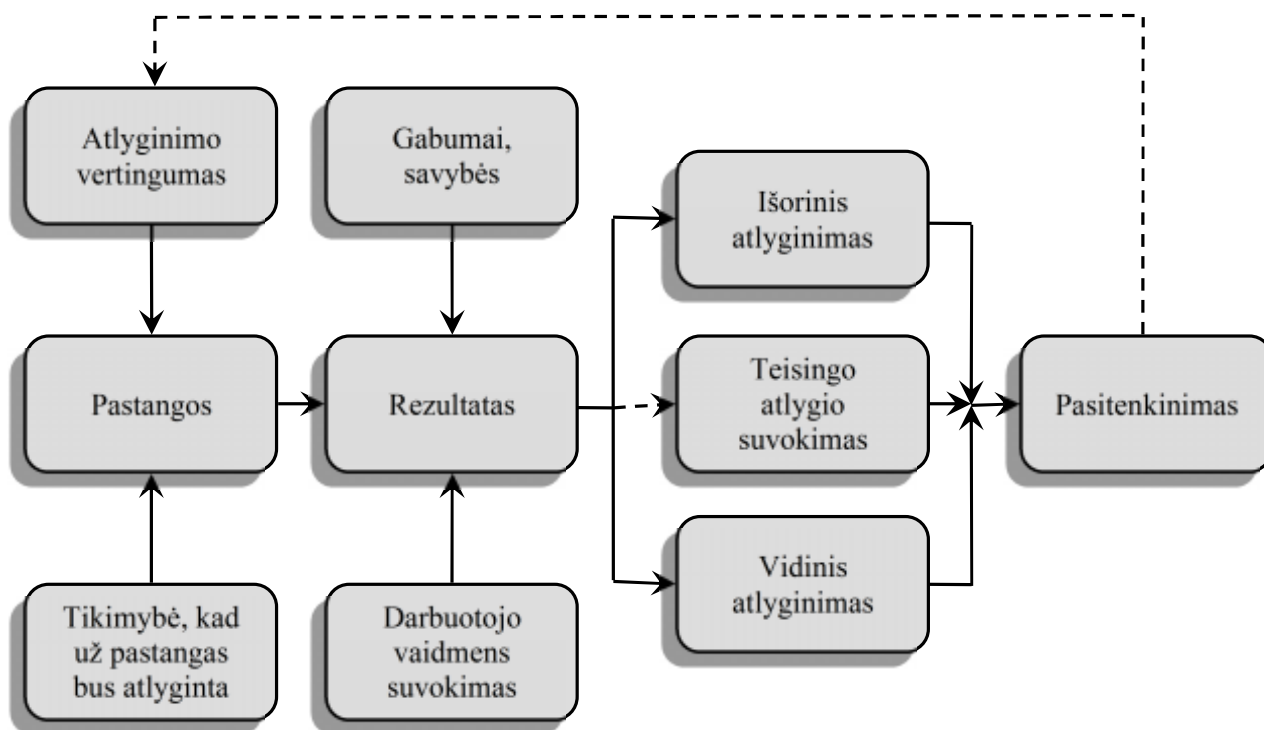 Atlyginimo
vertingumas
Gabumai,
savybės
Išorinis
atlyginimas
Pastangos
Rezultatas
Teisingo
atlygio
suvokimas
Pasitenkinimas
Tikimybė, kad
už pastangas
bus atlyginta
Darbuotojo
vaidmens
suvokimas
Vidinis
atlyginimas